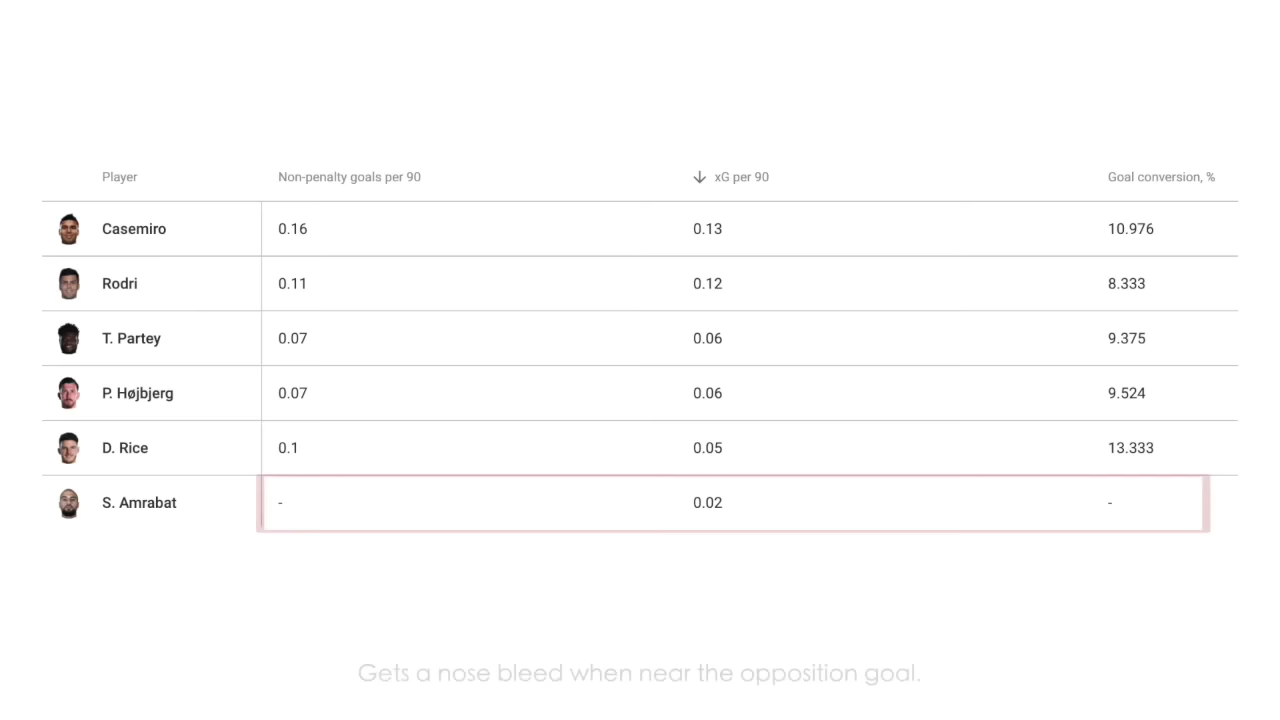 Player Non-penalty goals per 90 ↓ xG per 90 Goal conversion, %
Casemiro 0.16 0.13 10.976
Rodri 0.11 0.12 8.333
T. Partey 0.07 0.06 9.375
P. Højbjerg 0.07 0.06 9.524
D. Rice 0.1 0.05 13.333
S. Amrabat - 0.02 -
Gets a nose bleed when near the opposition goal.